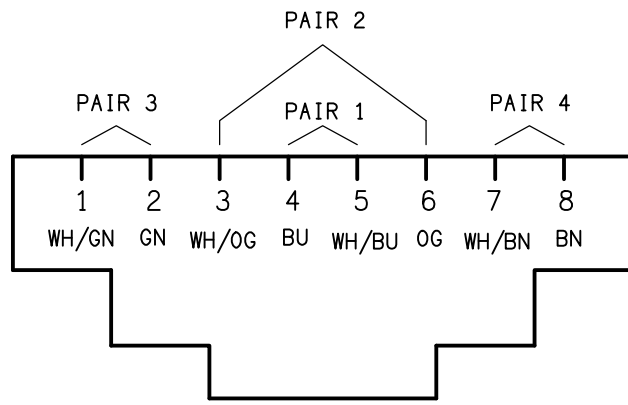 PAIR 2
PAIR 3 PAIR 1 PAIR 4
1 2 3 4 5 6 7 8
WH/GN GN WH/OG BU WH/BU OG WH/BN BN